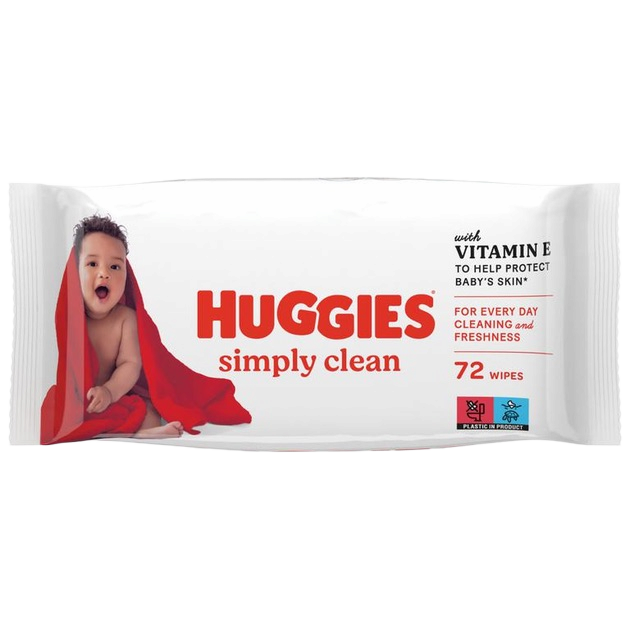 HUGGIES
simply clean
with
VITAMIN E
TO HELP PROTECT
BABY'S SKIN*
FOR EVERY DAY
CLEANING and
FRESHNESS
72 WIPES
PLASTIC IN PRODUCT